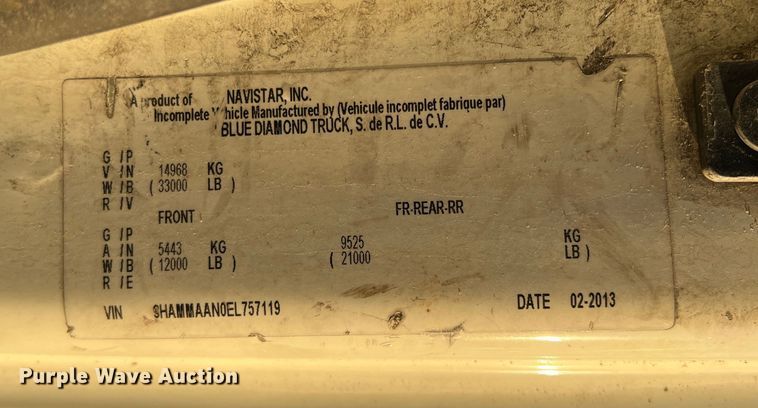 A product of NAVISTAR, INC.
Incomplete Vehicle Manufactured by (Vehicule incomplet fabrique par)
BLUE DIAMOND TRUCK, S. de R.L. de C.V.
G / P
V / N 14968 KG
W / B ( 33000 LB )
R / V
FRONT FR-REAR-RR
G / P
A / N 5443 KG 9525 KG
W / B ( 12000 LB ) ( 21000 LB )
R / E
VIN 3HAMMAAN0EL757119 DATE 02-2013
Purple Wave Auction